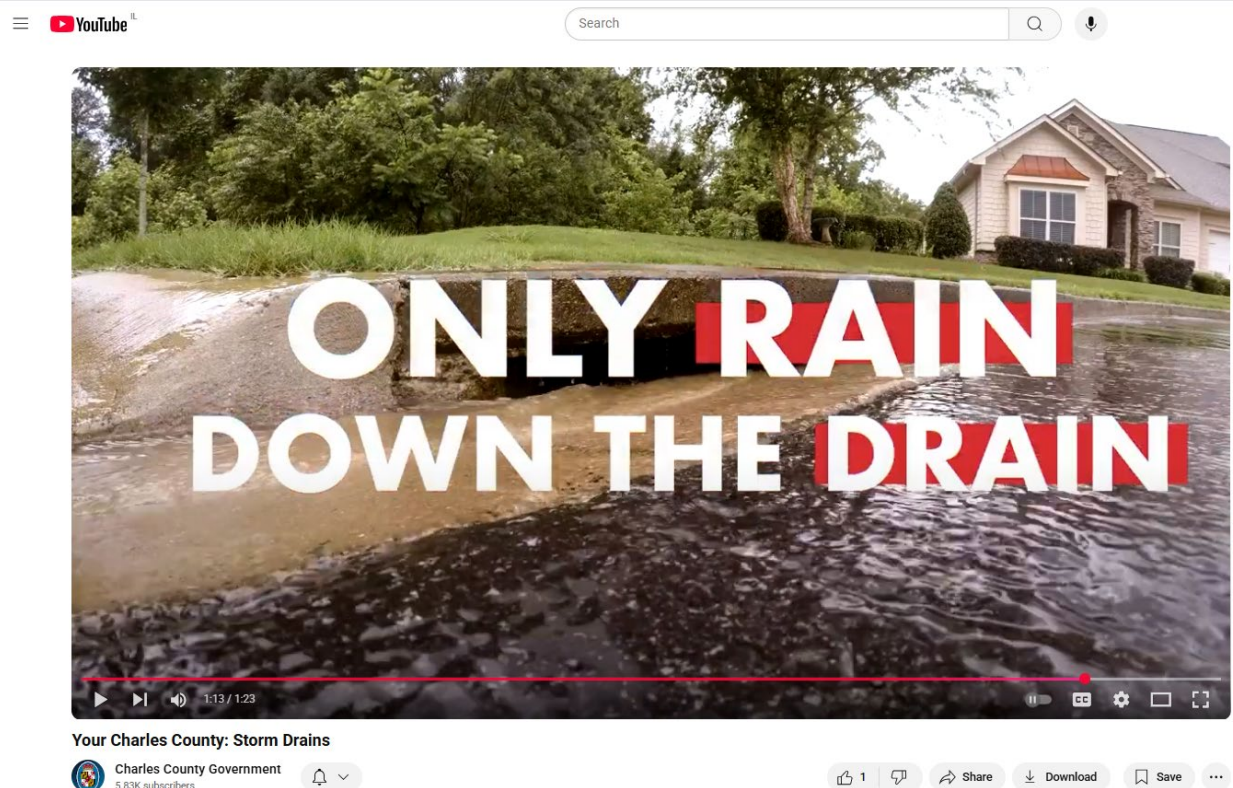 YouTube IL
Search
ONLY RAIN
DOWN THE DRAIN
1:13 / 1:23
CC
Your Charles County: Storm Drains
Charles County Government
5.83K subscribers
1
Share
Download
Save